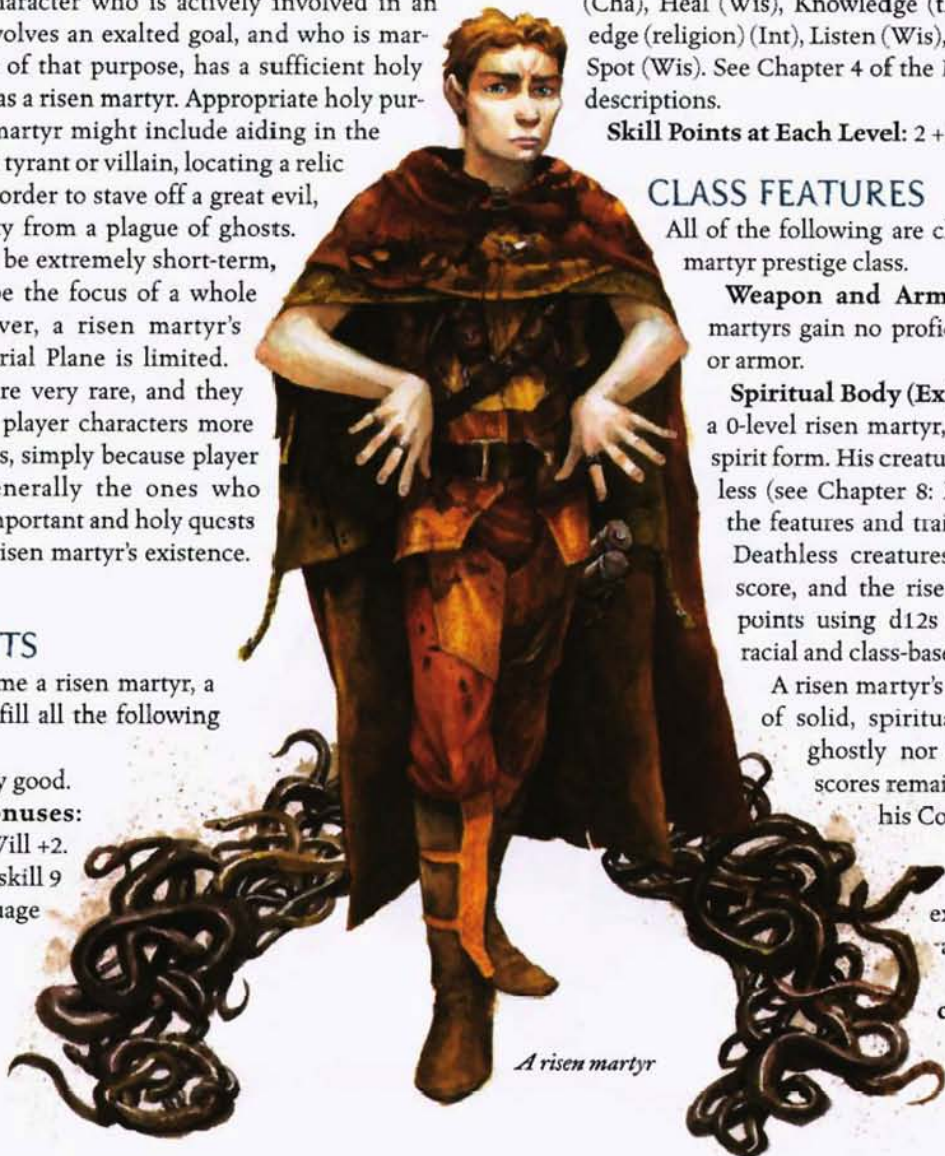 character who is actively involved in an
volves an exalted goal, and who is mar-
of that purpose, has a sufficient holy
as a risen martyr. Appropriate holy pur-
martyr might include aiding in the
tyrant or villain, locating a relic
order to stave off a great evil,
y from a plague of ghosts.
be extremely short-term,
be the focus of a whole
ver, a risen martyr's
rial Plane is limited.
re very rare, and they
player characters more
s, simply because player
enerally the ones who
mportant and holy quests
risen martyr's existence.
TS
me a risen martyr, a
fill all the following
y good.
onuses:
Will +2.
skill 9
uage
(Cha), Heal (Wis), Knowledge (
edge (religion) (Int), Listen (Wis),
Spot (Wis). See Chapter 4 of the
descriptions.
Skill Points at Each Level: 2 +
CLASS FEATURES
All of the following are c
martyr prestige class.
Weapon and Arm
martyrs gain no profi
or armor.
Spiritual Body (Ex
a 0-level risen martyr,
spirit form. His creatu
less (see Chapter 8:
the features and trai
Deathless creatures
score, and the rise
points using d12s
racial and class-base
A risen martyr's
of solid, spiritu
ghostly nor
scores remai
his Co
ex
a
c
A risen martyr